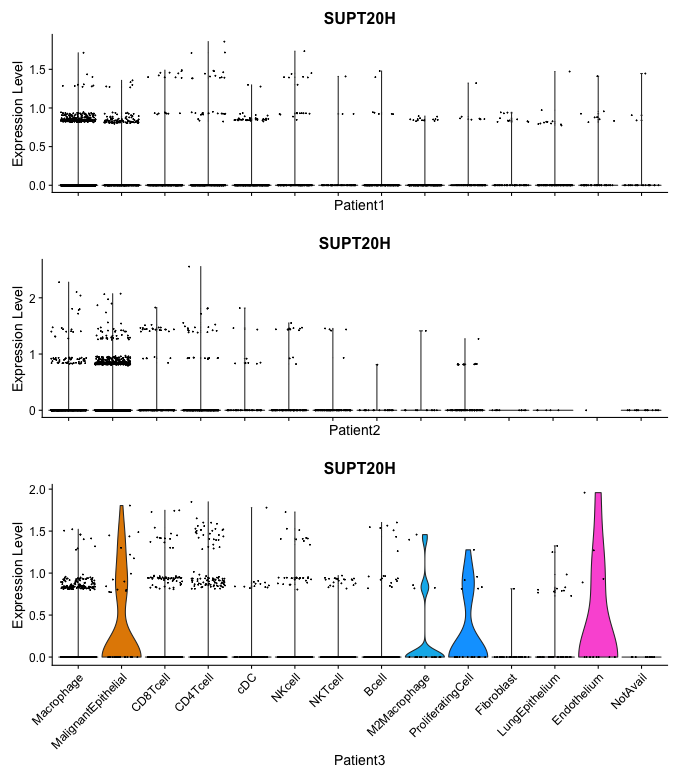 SUPT20H
Expression Level
1.5
1.0
0.5
0.0
Patient1
SUPT20H
Expression Level
2
1
0
Patient2
SUPT20H
Expression Level
2.0
1.5
1.0
0.5
0.0
Macrophage
MalignantEpithelial
CD8Tcell
CD4Tcell
cDC
NKcell
NKTcell
Bcell
M2Macrophage
ProliferatingCell
Fibroblast
LungEpithelium
Endothelium
NotAvail
Patient3